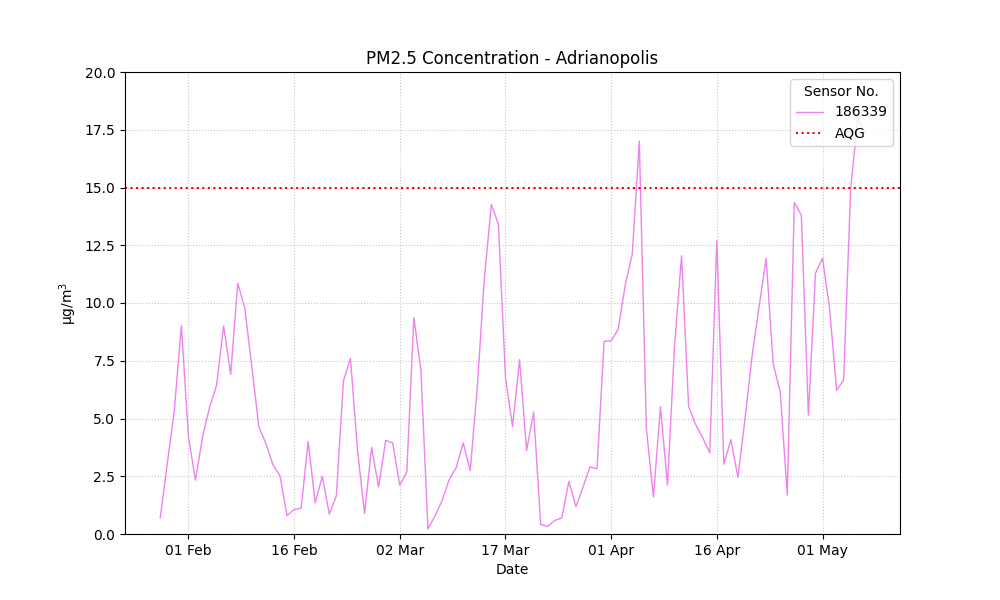 PM2.5 Concentration - Adrianopolis
Sensor No.
186339
AQG
20.0
17.5
15.0
12.5
10.0
7.5
5.0
2.5
0.0
µg/m³
01 Feb
16 Feb
02 Mar
17 Mar
01 Apr
16 Apr
01 May
Date